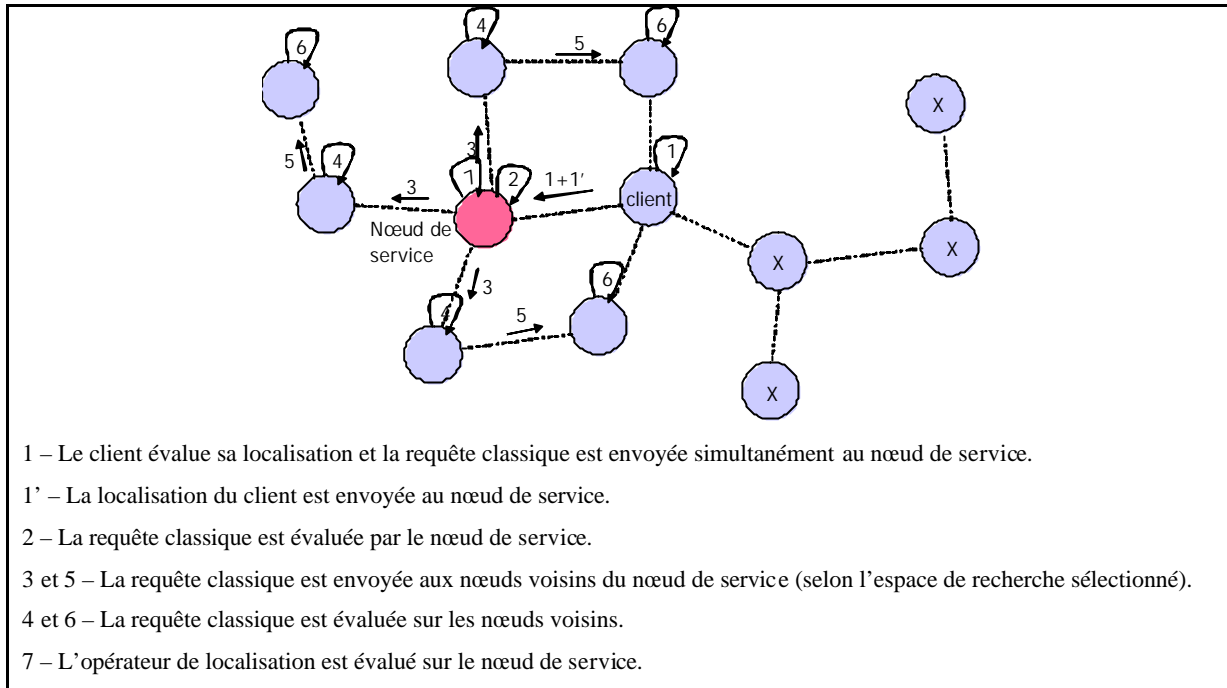 4
6
5
6
X
3
1
5
4
7
2
1+1’
3
client
Nœud de
service
X
X
3
6
4
5
X
1 – Le client évalue sa localisation et la requête classique est envoyée simultanément au nœud de service.
1’ – La localisation du client est envoyée au nœud de service.
2 – La requête classique est évaluée par le nœud de service.
3 et 5 – La requête classique est envoyée aux nœuds voisins du nœud de service (selon l’espace de recherche sélectionné).
4 et 6 – La requête classique est évaluée sur les nœuds voisins.
7 – L’opérateur de localisation est évalué sur le nœud de service.